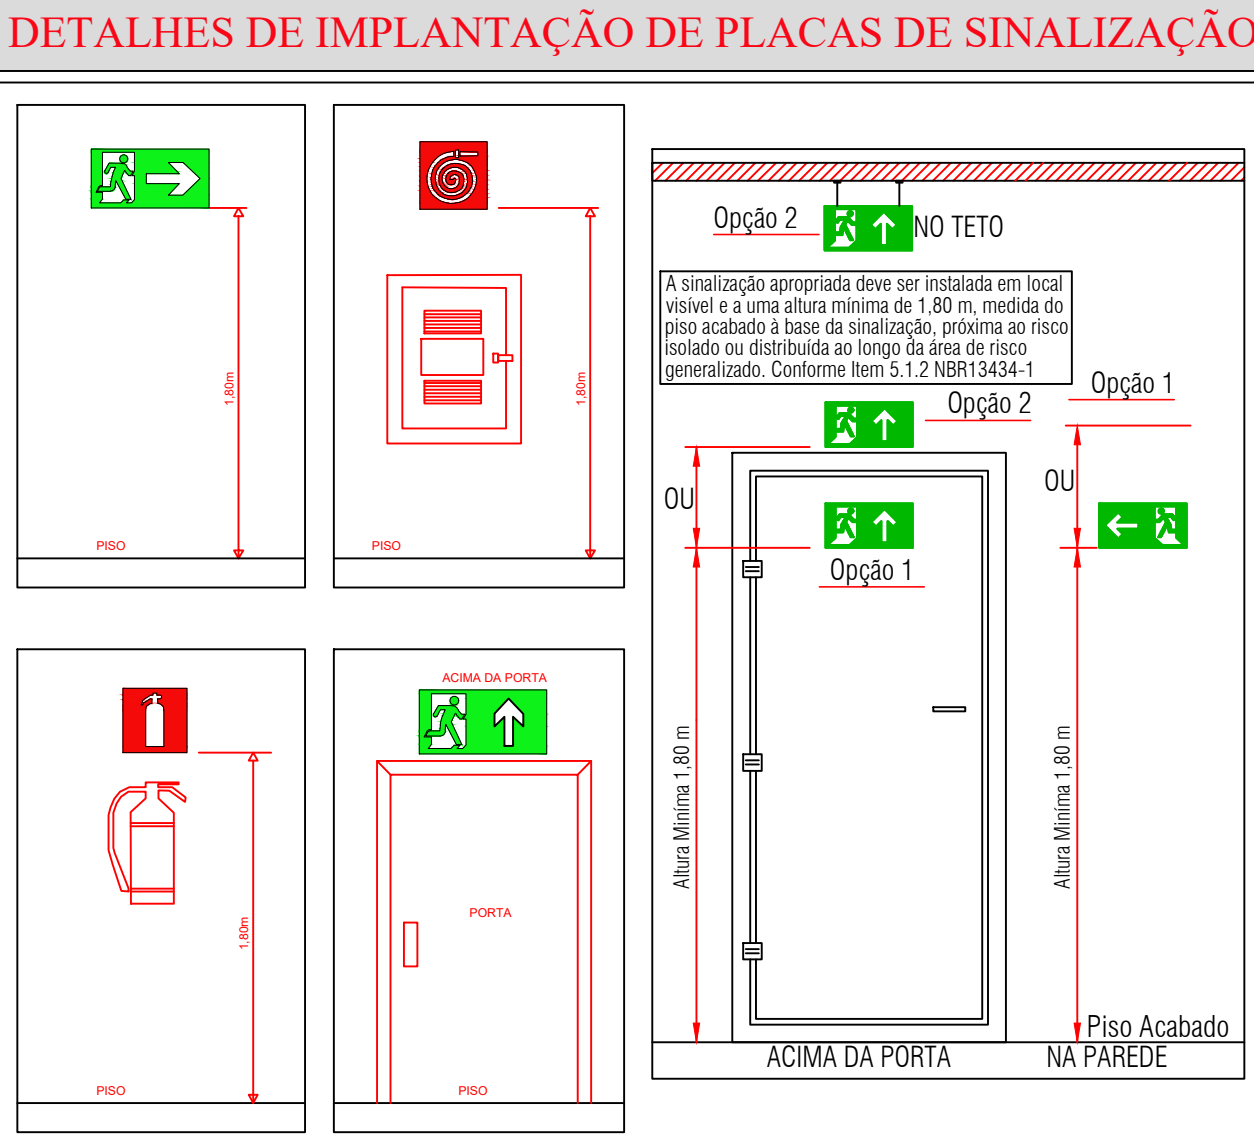 DETALHES DE IMPLANTAÇÃO DE PLACAS DE SINALIZAÇÃO
1,80m
PISO
1,80m
PISO
1,80m
PISO
ACIMA DA PORTA
PORTA
PISO
Opção 2
NO TETO
A sinalização apropriada deve ser instalada em local
visível e a uma altura mínima de 1,80 m, medida do
piso acabado à base da sinalização, próxima ao risco
isolado ou distribuída ao longo da área de risco
generalizado. Conforme Item 5.1.2 NBR13434-1
Opção 1
Opção 2
OU
OU
Opção 1
Altura Miníma 1,80 m
Altura Miníma 1,80 m
Piso Acabado
ACIMA DA PORTA
NA PAREDE